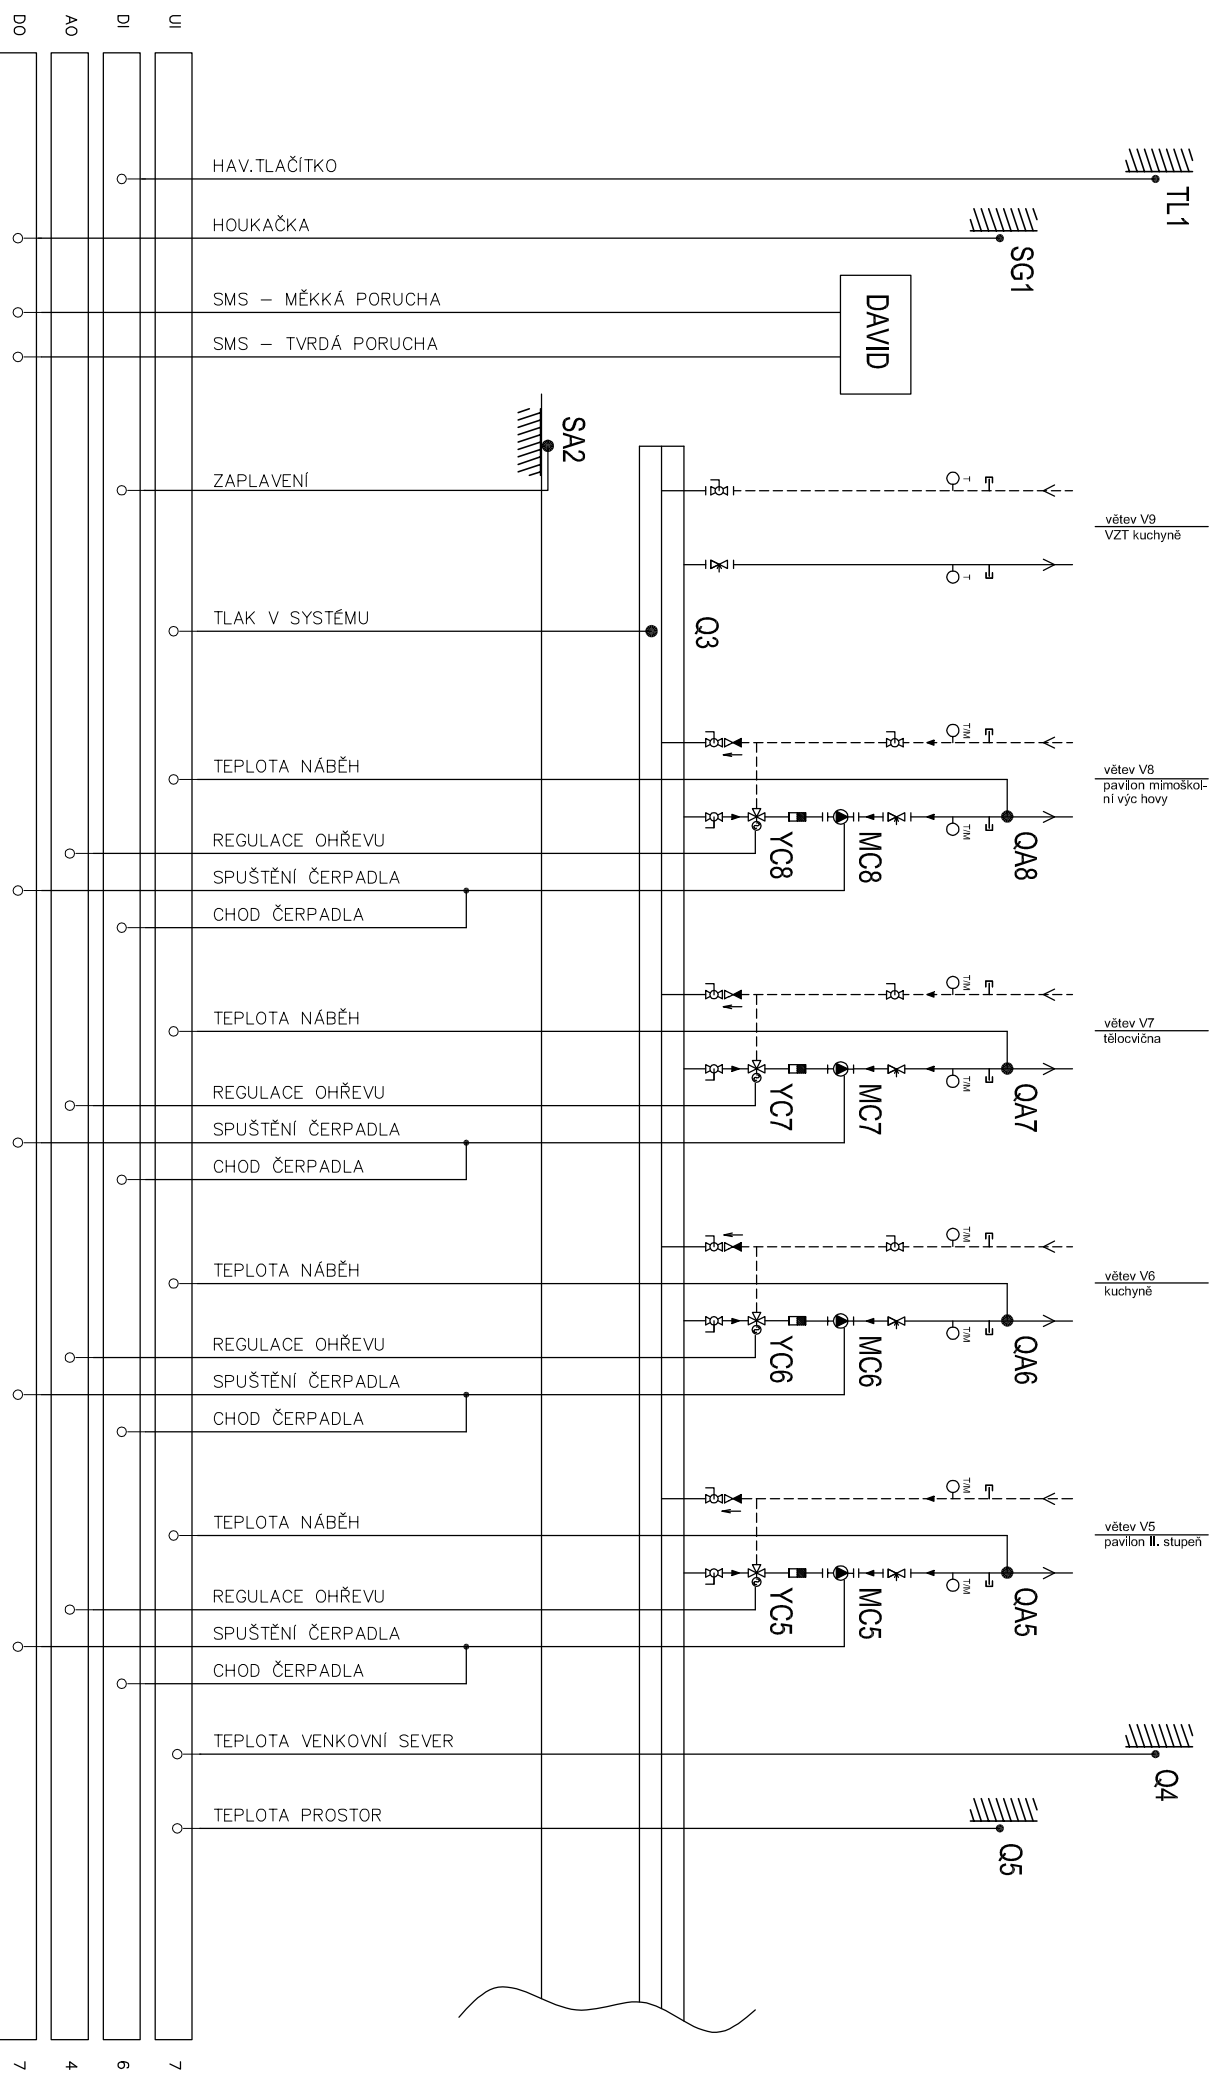 DO
AO
DI
UI
HAV.TLAČÍTKO
TL1
HOUKAČKA
SG1
SMS – MĚKKÁ PORUCHA
SMS – TVRDÁ PORUCHA
DAVID
SA2
ZAPLAVENÍ
T
T
větev V9
VZT kuchyně
TLAK V SYSTÉMU
Q3
T/M
TEPLOTA NÁBĚH
větev V8
pavilon mimoškol-
ní výc hovy
T/M
REGULACE OHŘEVU
YC8
MC8
QA8
SPUŠTĚNÍ ČERPADLA
CHOD ČERPADLA
T/M
TEPLOTA NÁBĚH
větev V7
tělocvična
T/M
REGULACE OHŘEVU
YC7
MC7
QA7
SPUŠTĚNÍ ČERPADLA
CHOD ČERPADLA
T/M
TEPLOTA NÁBĚH
větev V6
kuchyně
T/M
REGULACE OHŘEVU
YC6
MC6
QA6
SPUŠTĚNÍ ČERPADLA
CHOD ČERPADLA
T/M
TEPLOTA NÁBĚH
větev V5
pavilon II. stupeň
T/M
REGULACE OHŘEVU
YC5
MC5
QA5
SPUŠTĚNÍ ČERPADLA
CHOD ČERPADLA
TEPLOTA VENKOVNÍ SEVER
Q4
TEPLOTA PROSTOR
Q5
7
4
6
7